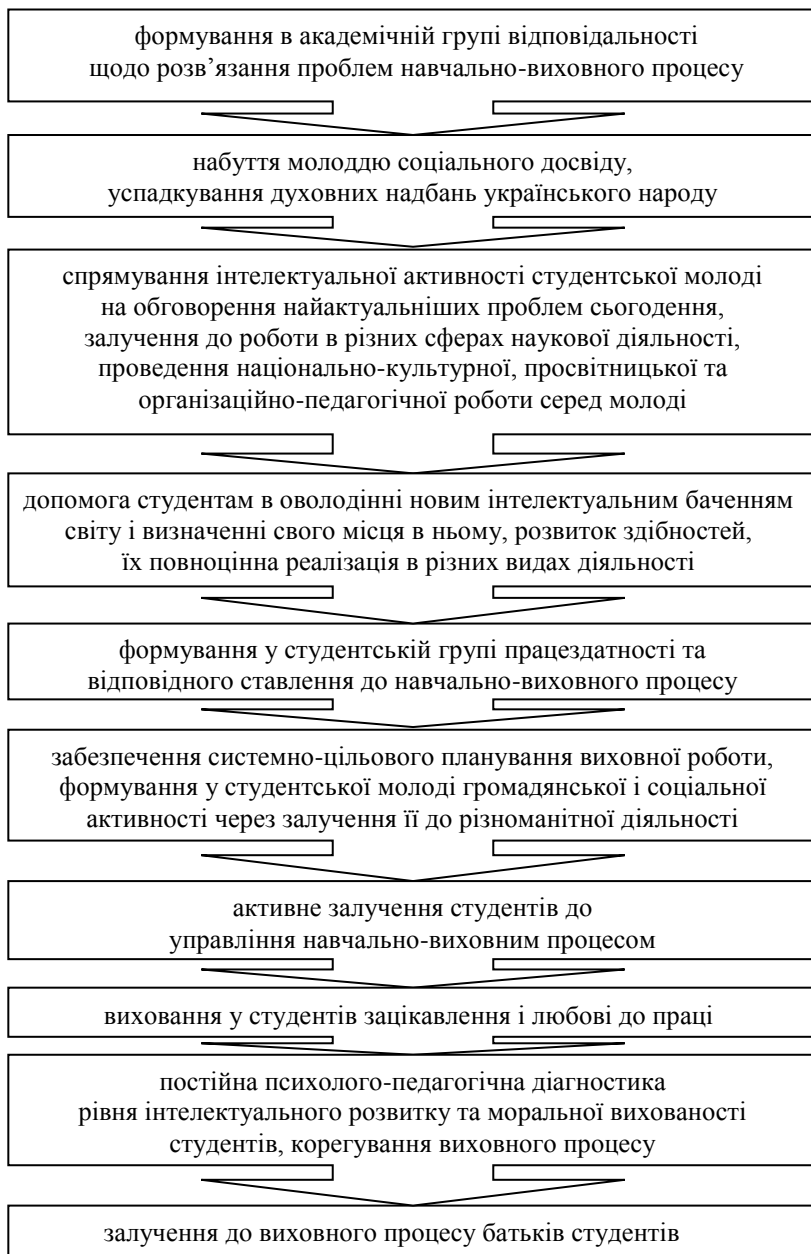 формування в академічній групі відповідальності
щодо розв’язання проблем навчально-виховного процесу
набуття молоддю соціального досвіду,
успадкування духовних надбань українського народу
спрямування інтелектуальної активності студентської молоді
на обговорення найактуальніших проблем сьогодення,
залучення до роботи в різних сферах наукової діяльності,
проведення національно-культурної, просвітницької та
організаційно-педагогічної роботи серед молоді
допомога студентам в оволодінні новим інтелектуальним баченням
світу і визначенні свого місця в ньому, розвиток здібностей,
їх повноцінна реалізація в різних видах діяльності
формування у студентській групі працездатності та
відповідного ставлення до навчально-виховного процесу
забезпечення системно-цільового планування виховної роботи,
формування у студентської молоді громадянської і соціальної
активності через залучення її до різноманітної діяльності
активне залучення студентів до
управління навчально-виховним процесом
виховання у студентів зацікавлення і любові до праці
постійна психолого-педагогічна діагностика
рівня інтелектуального розвитку та моральної вихованості
студентів, корегування виховного процесу
залучення до виховного процесу батьків студентів